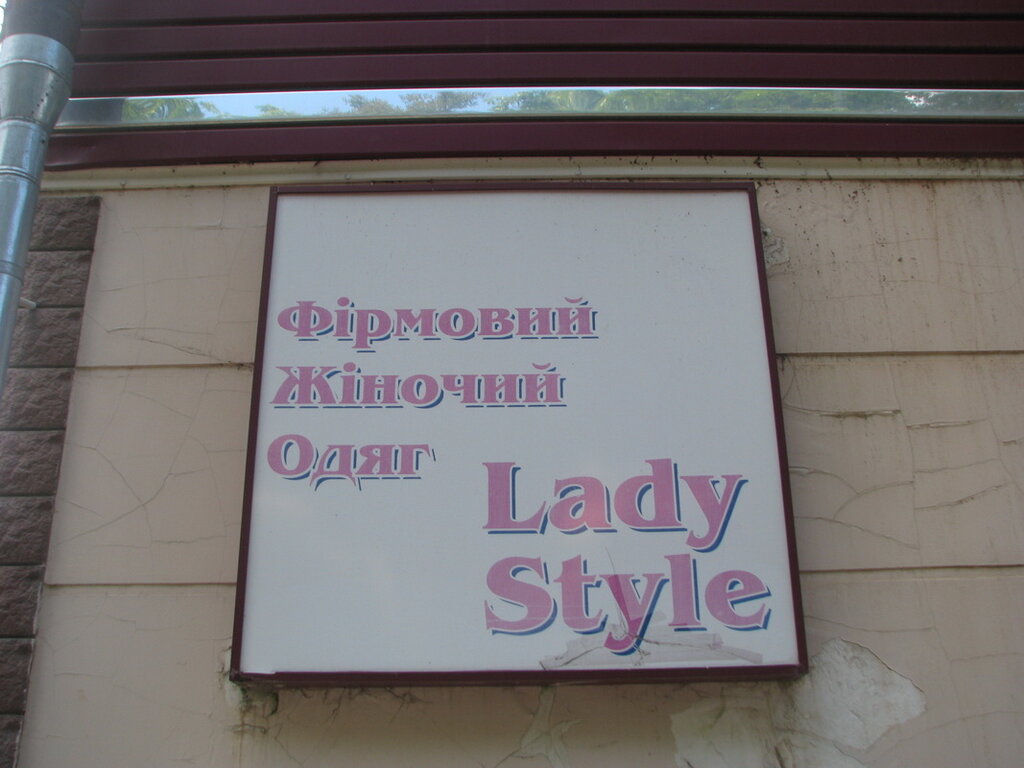 Фірмовий
Жіночий
Одяг
Lady
Style